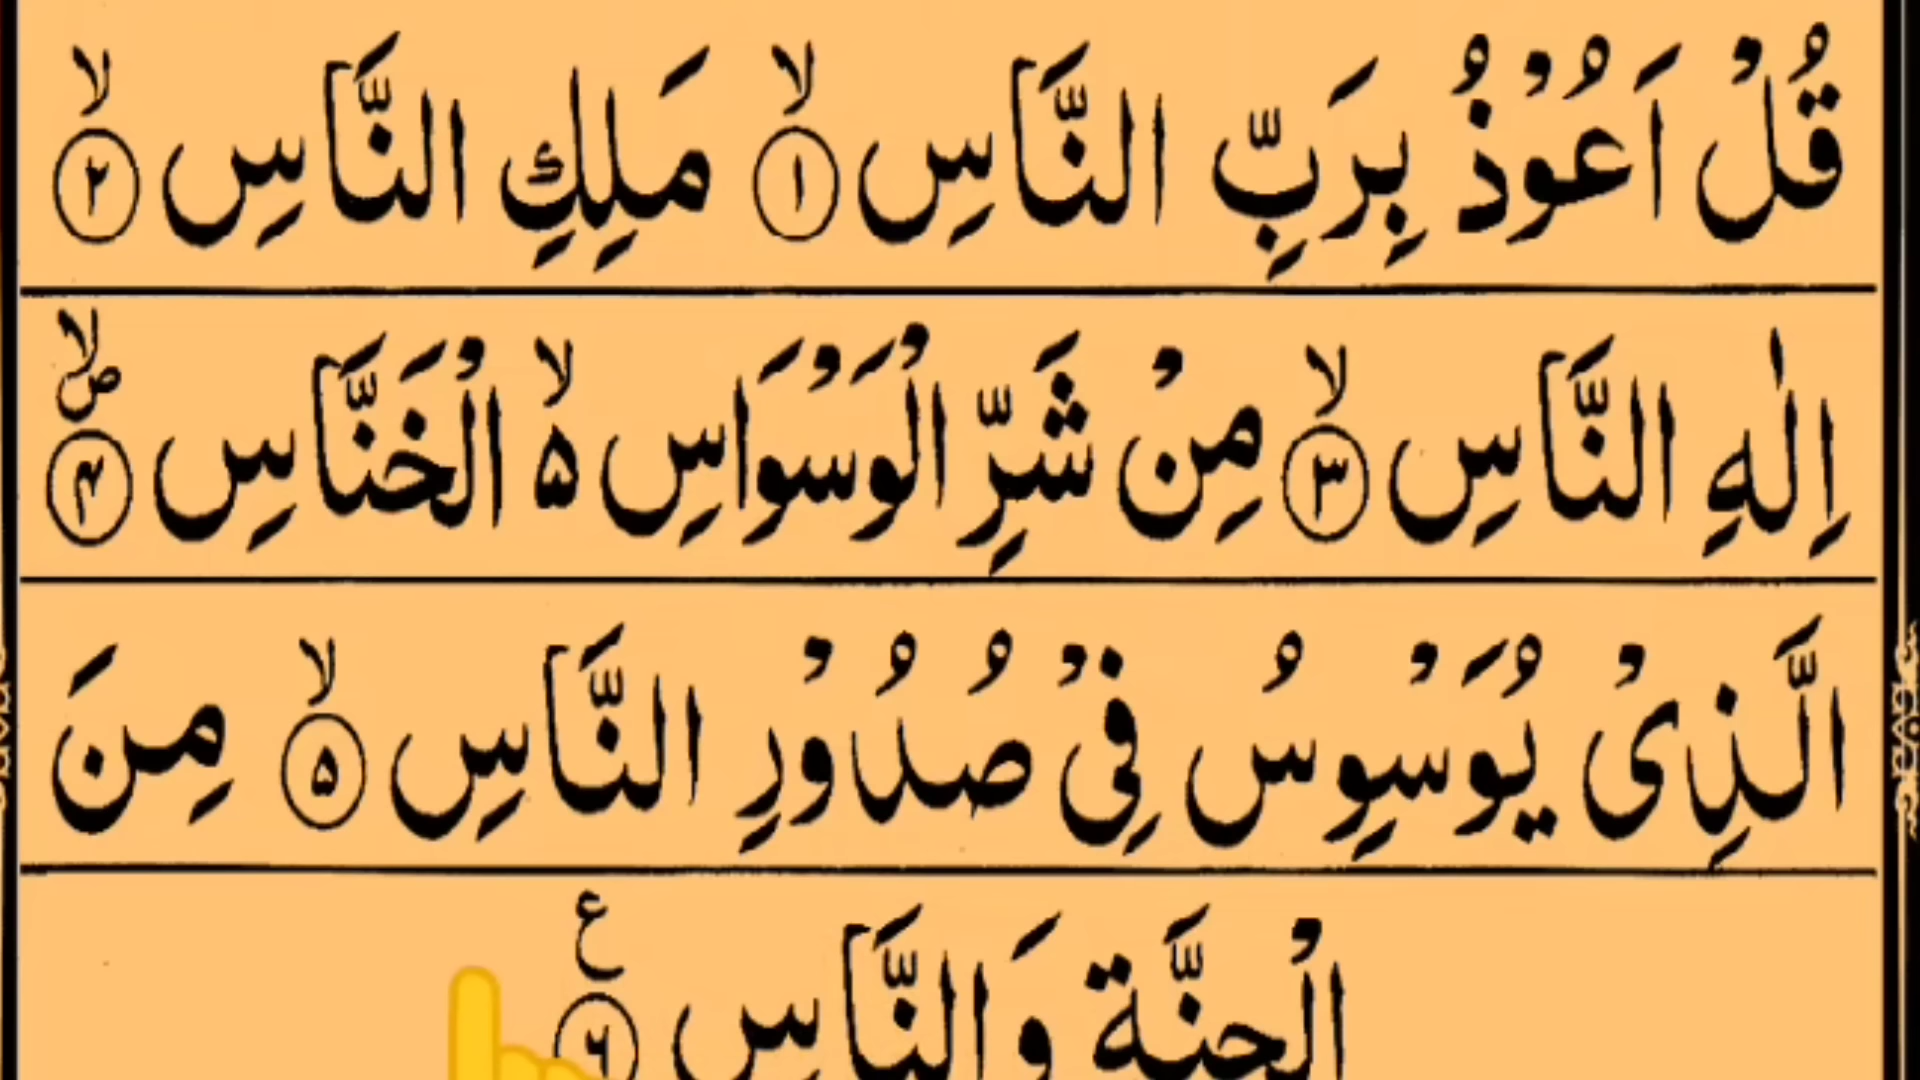 قُلْ اَعُوْذُ بِرَبِّ النَّاسِ ۙ﴿۱﴾ مَلِكِ النَّاسِ ۙ﴿۲﴾
اِلٰهِ النَّاسِ ۙ﴿۳﴾ مِنْ شَرِّ الْوَسْوَاسِ ۵ۙ الْخَنَّاسِ ۪ۙ﴿۴﴾
الَّذِیْ یُوَسْوِسُ فِیْ صُدُوْرِ النَّاسِ ۙ﴿۵﴾ مِنَ
الْجِنَّةِ وَالنَّاسِ ﴿۶﴾ ع